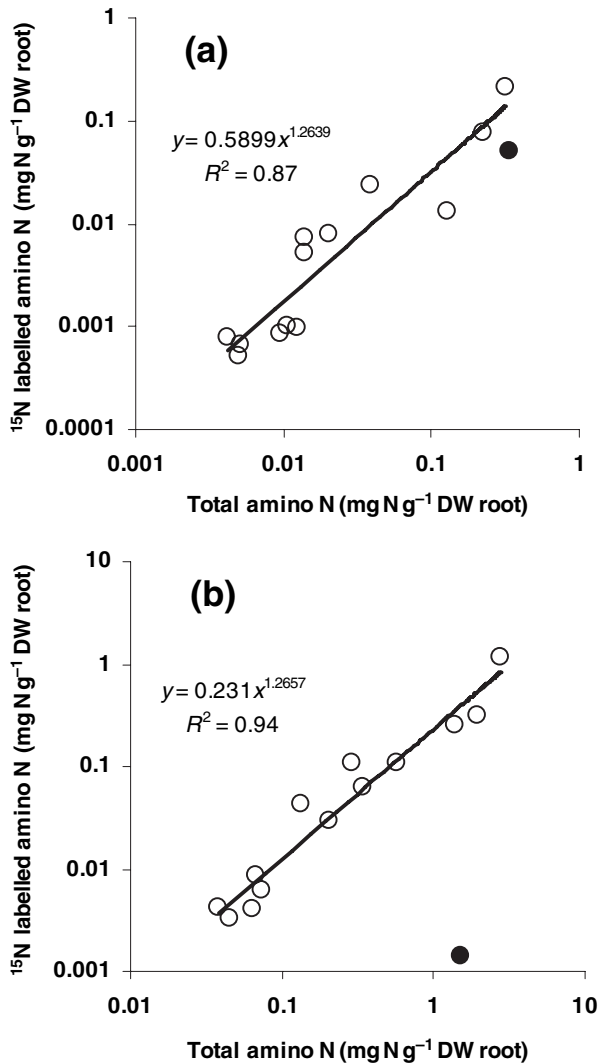 (a)
y = 0.5899x^1.2639
R² = 0.87
1
0.1
0.01
0.001
0.0001
0.001 0.01 0.1 1
¹⁵N labelled amino N (mg N g⁻¹ DW root)
Total amino N (mg N g⁻¹ DW root)
(b)
y = 0.231x^1.2657
R² = 0.94
10
1
0.1
0.01
0.001
0.01 0.1 1 10
¹⁵N labelled amino N (mg N g⁻¹ DW root)
Total amino N (mg N g⁻¹ DW root)